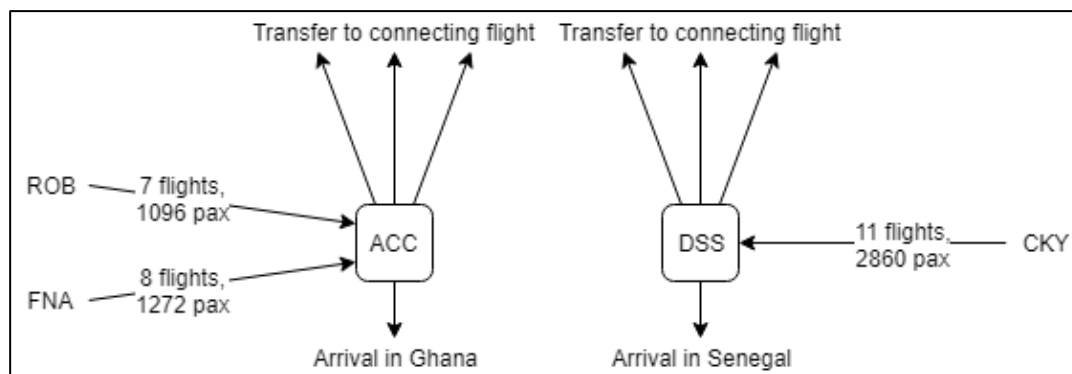 Transfer to connecting flight
Transfer to connecting flight
ROB
7 flights,
1096 pax
ACC
DSS
11 flights,
2860 pax
CKY
8 flights,
1272 pax
FNA
Arrival in Ghana
Arrival in Senegal